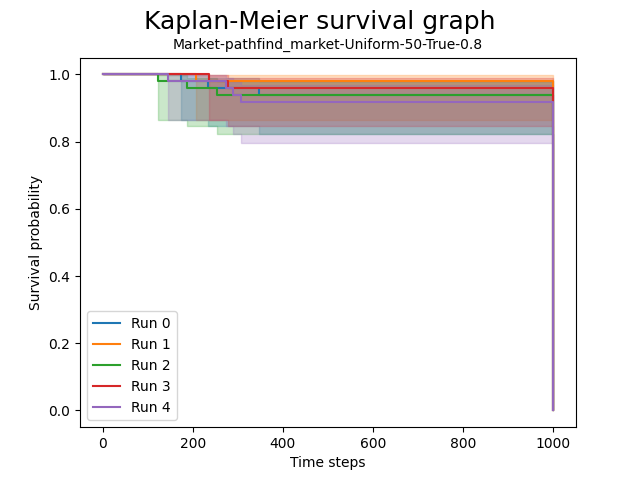 Kaplan-Meier survival graph
Market-pathfind_market-Uniform-50-True-0.8
Survival probability
1.0
0.8
0.6
0.4
0.2
0.0
Run 0
Run 1
Run 2
Run 3
Run 4
0 200 400 600 800 1000
Time steps